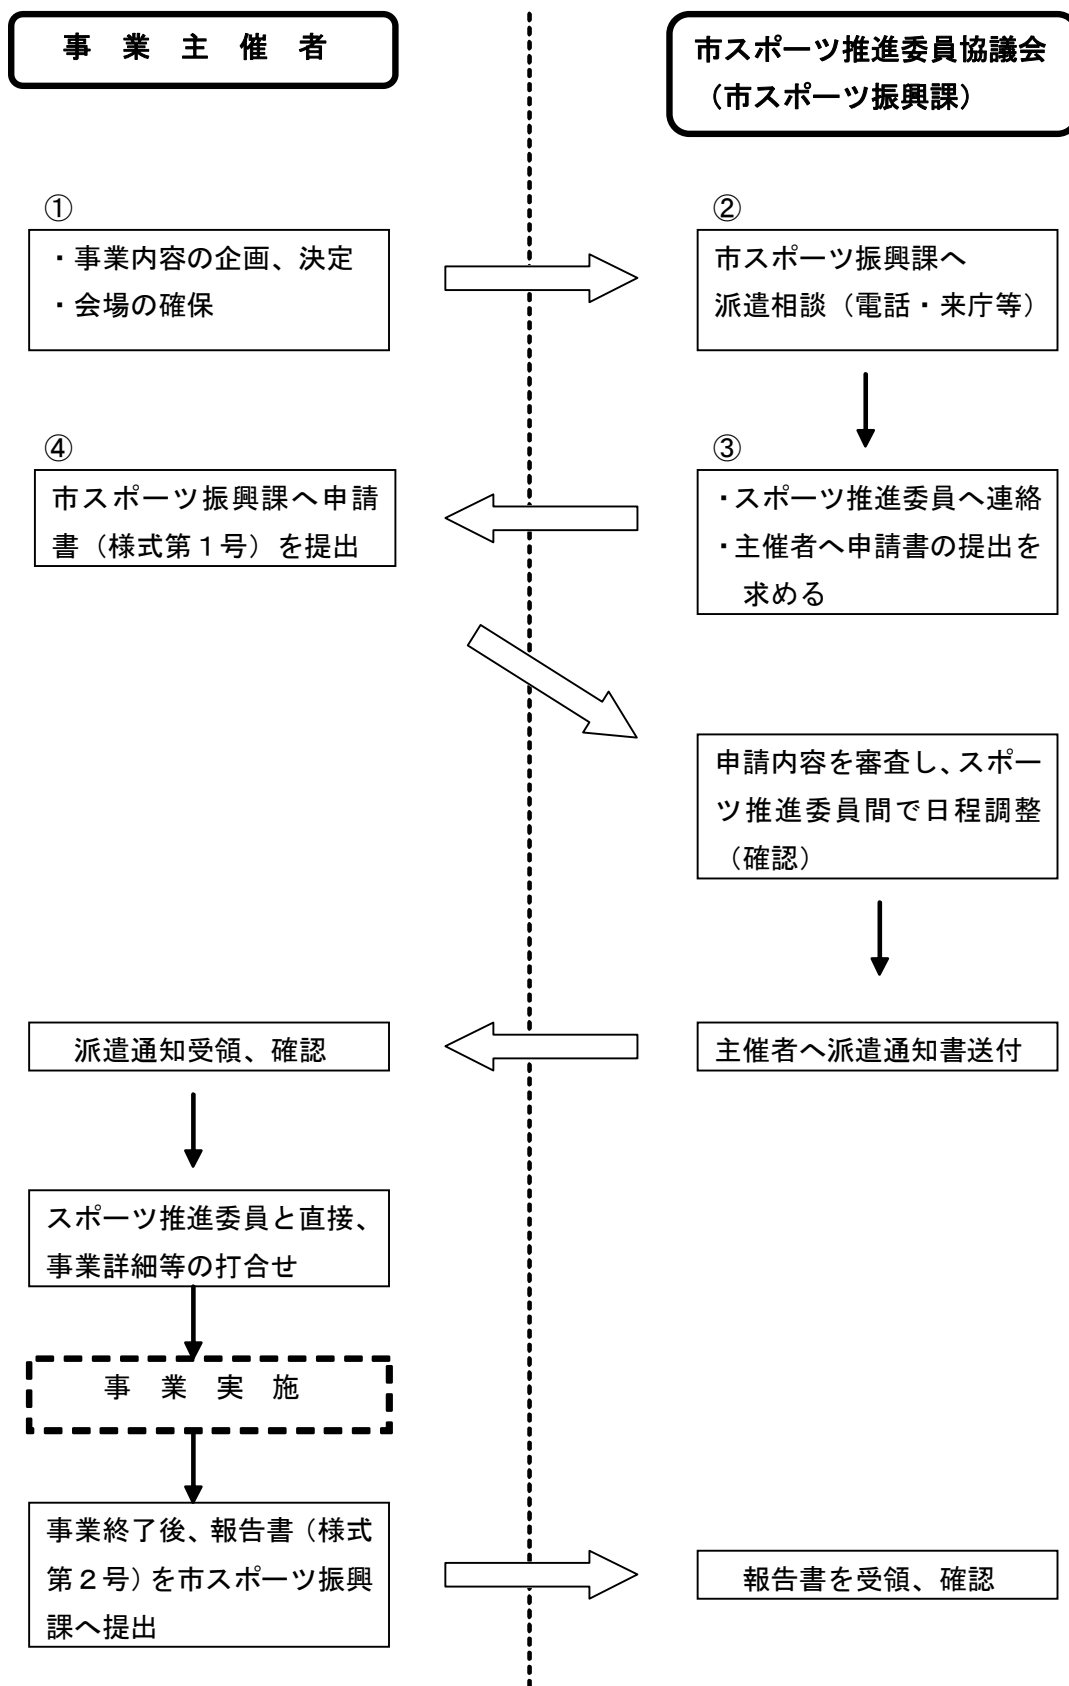 事　業　主　催　者
市スポーツ推進委員協議会
（市スポーツ振興課）
①
・事業内容の企画、決定
・会場の確保
②
市スポーツ振興課へ
派遣相談（電話・来庁等）
④
市スポーツ振興課へ申請
書（様式第１号）を提出
③
・スポーツ推進委員へ連絡
・主催者へ申請書の提出を
求める
申請内容を審査し、スポー
ツ推進委員間で日程調整
（確認）
派遣通知受領、確認
主催者へ派遣通知書送付
スポーツ推進委員と直接、
事業詳細等の打合せ
事　業　実　施
事業終了後、報告書（様式
第２号）を市スポーツ振興
課へ提出
報告書を受領、確認